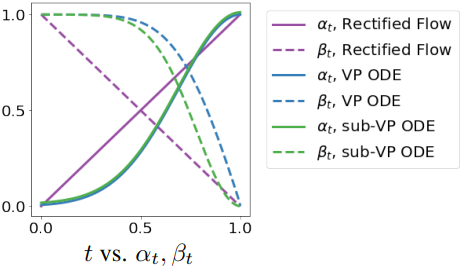 1.0
0.5
0.0
0.0 0.5 1.0
t vs. αₜ, βₜ
αₜ, Rectified Flow
βₜ, Rectified Flow
αₜ, VP ODE
βₜ, VP ODE
αₜ, sub-VP ODE
βₜ, sub-VP ODE